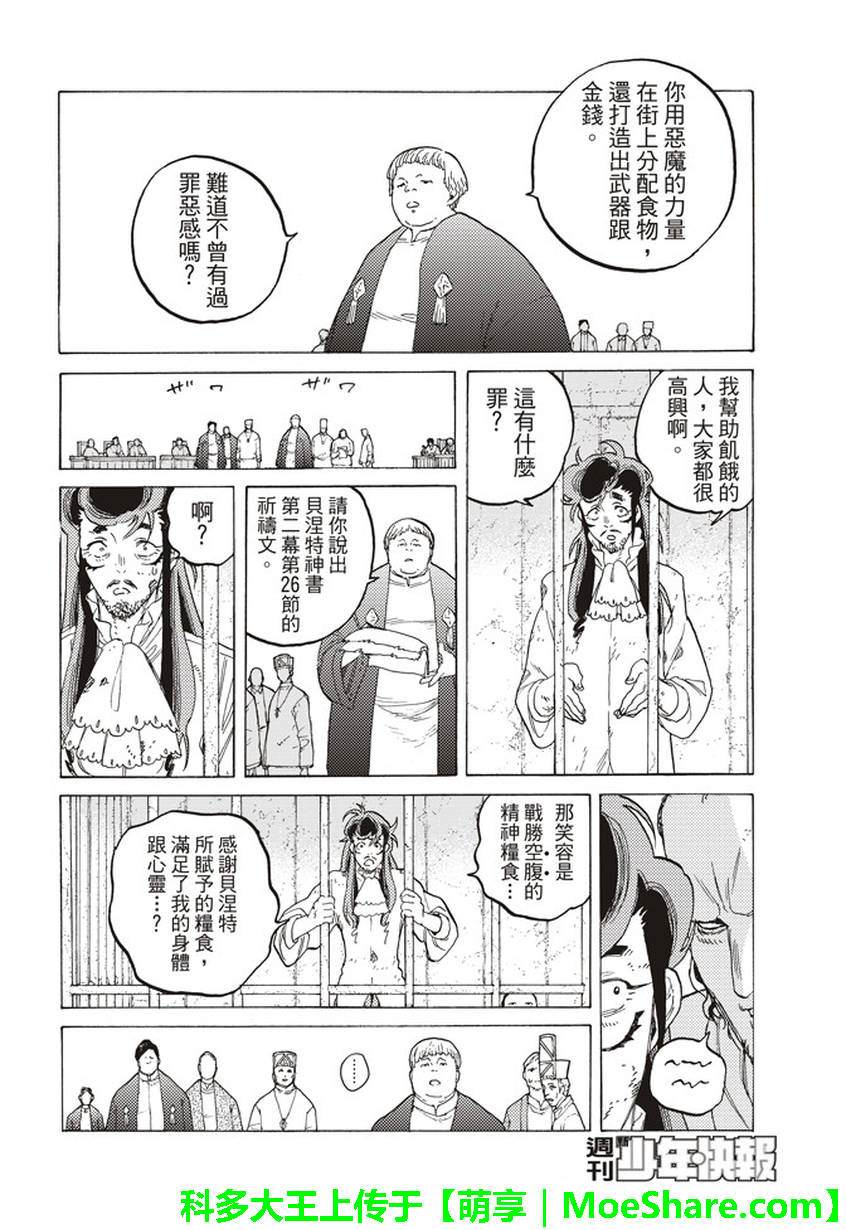 你用惡魔的力量
在街上分配食物，
還打造出武器跟
金錢。
難道不曾有過
罪惡感嗎？
我幫助飢餓的
人，大家都很
高興啊。
這有什麼
罪？
ザワ
ザワ
請你說出
貝涅特神書
第二幕第26節的
祈禱文。
啊？
那笑容是
戰勝空腹的
精神糧食…
感謝貝涅特
所賦予的糧食，
滿足了我的身體
跟心靈…？
……
週刊
新少年快報
科多大王上传于【萌享｜MoeShare.com】